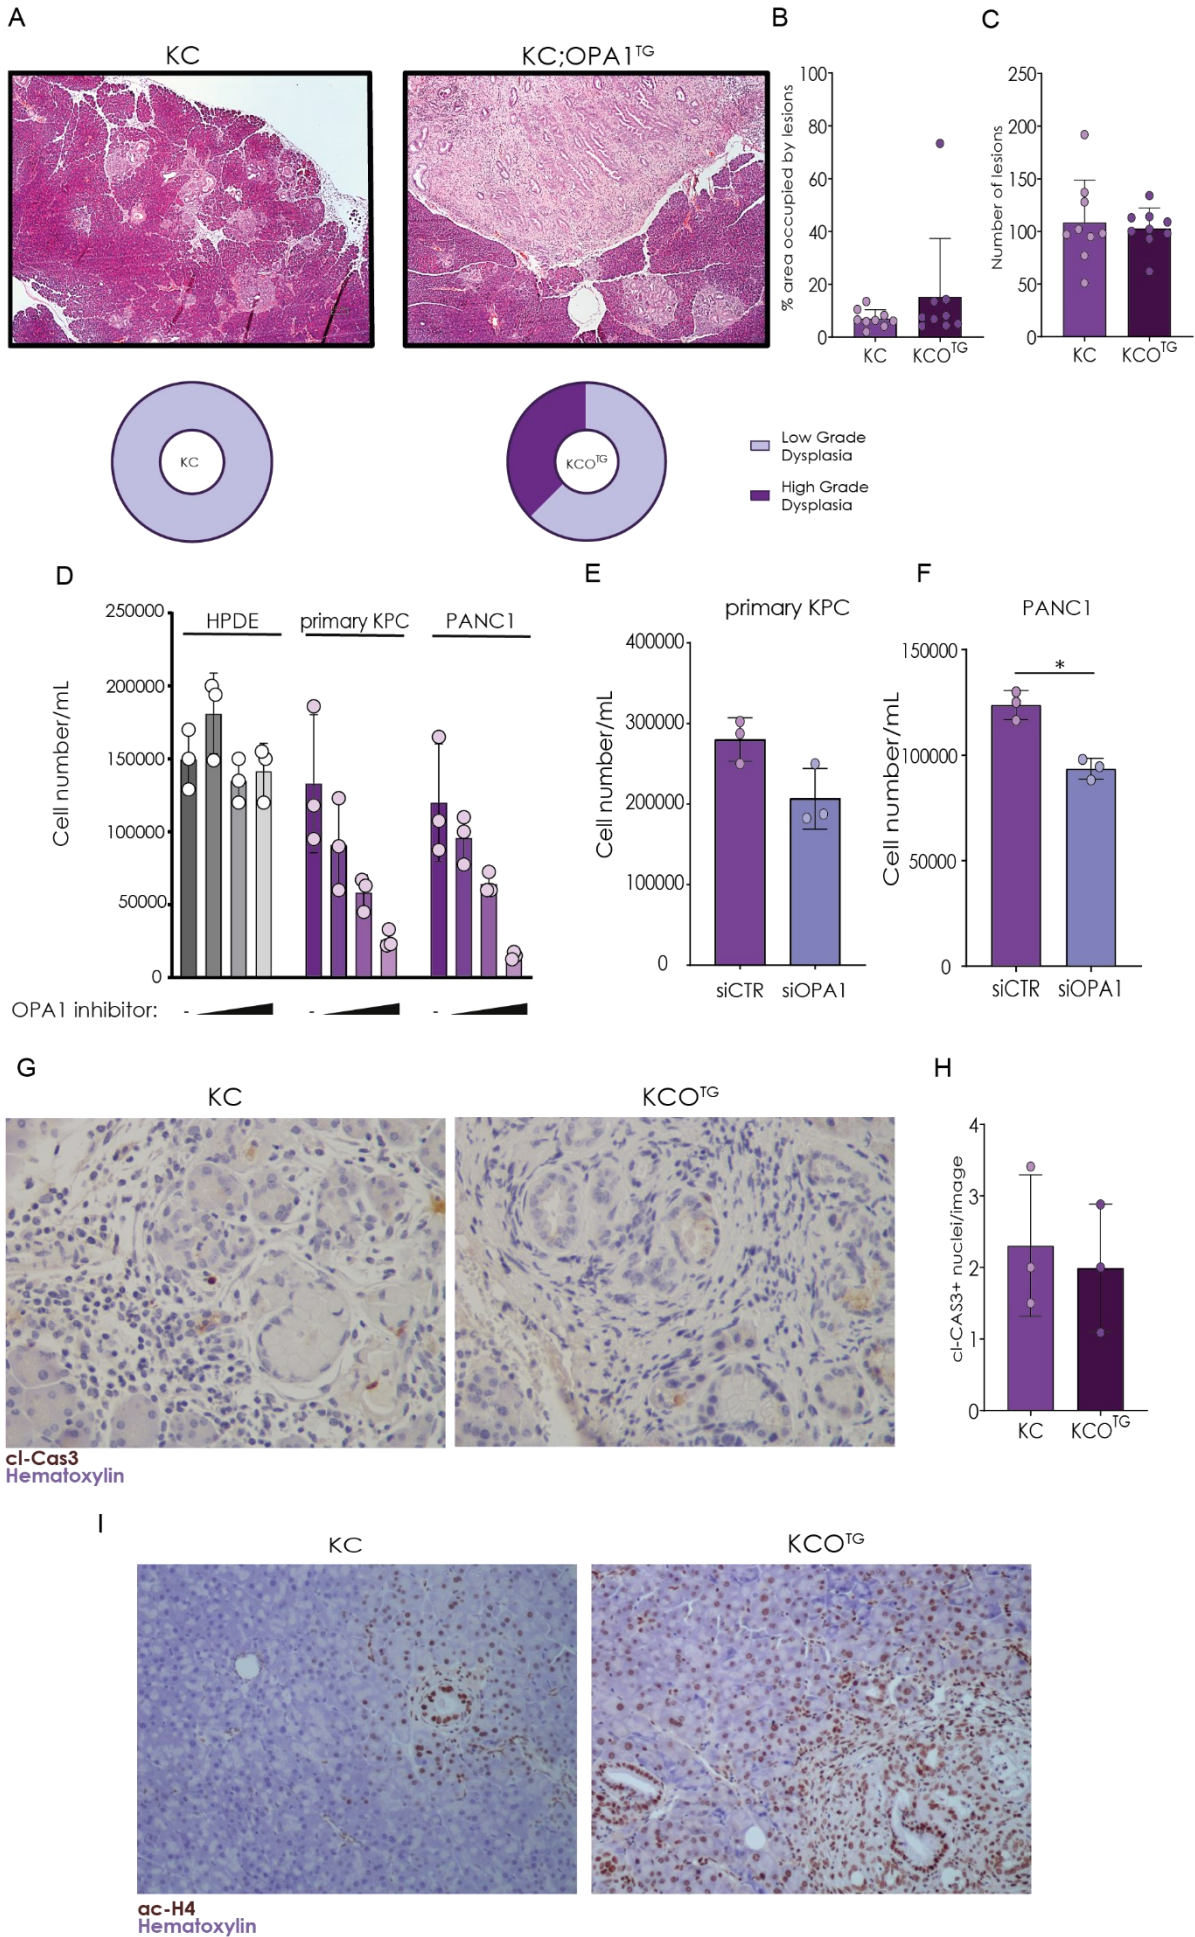 A
KC
KC;OPA1TG
B
% area occupied by lesions
100
80
60
40
20
0
KC
KCOTG
C
Number of lesions
250
200
150
100
50
0
KC
KCOTG
KC
KCOTG
Low Grade
Dysplasia
High Grade
Dysplasia
D
Cell number/mL
250000
200000
150000
100000
50000
0
HPDE
primary KPC
PANC1
OPA1 inhibitor:
-
-
-
E
primary KPC
Cell number/mL
400000
300000
200000
100000
0
siCTR
siOPA1
F
PANC1
Cell number/mL
150000
100000
50000
0
*
siCTR
siOPA1
G
KC
KCOTG
cl-Cas3
Hematoxylin
H
cl-CAS3+ nuclei/image
4
3
2
1
0
KC
KCOTG
I
KC
KCOTG
ac-H4
Hematoxylin